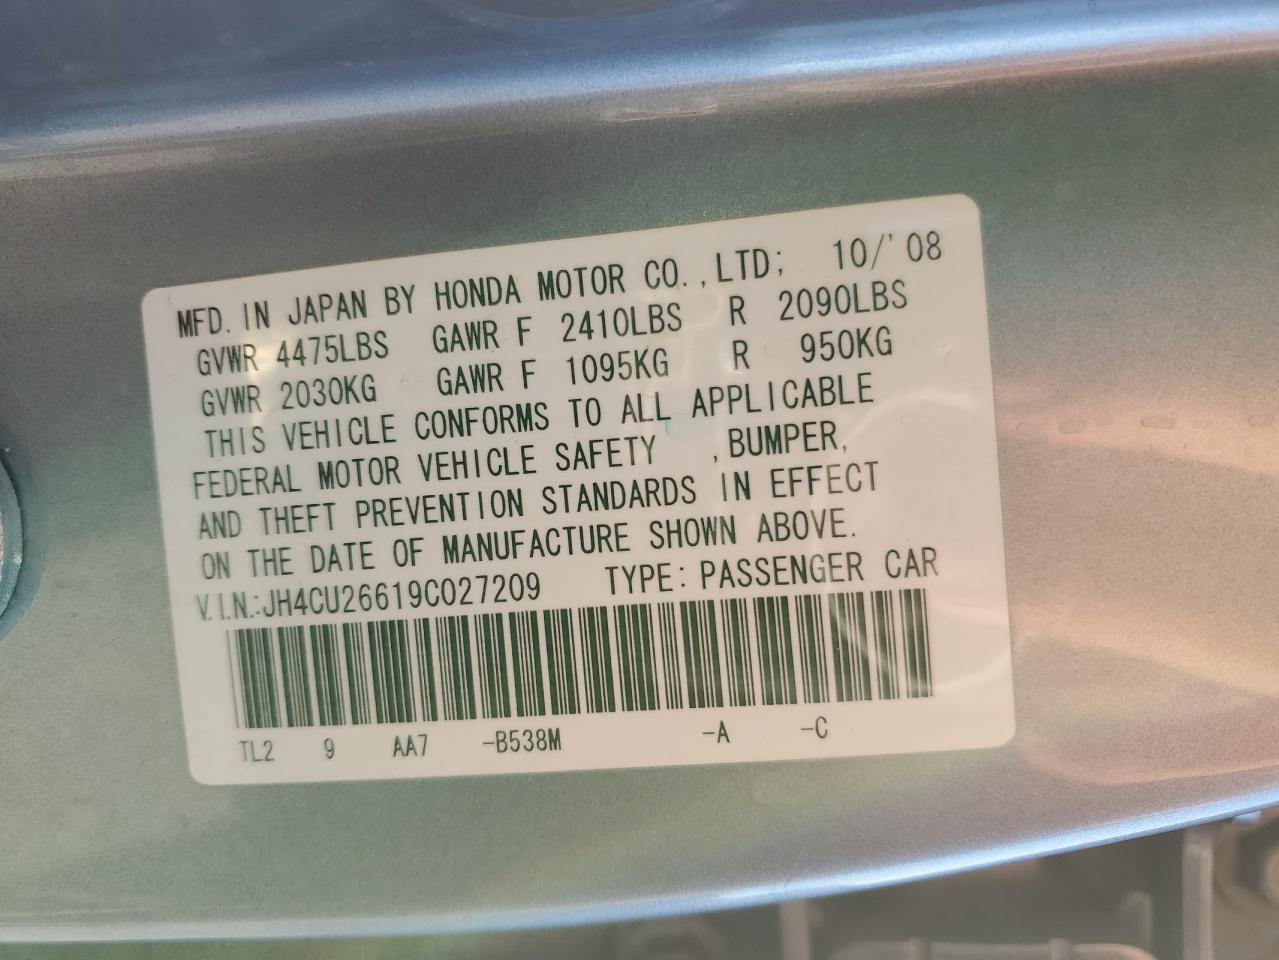 MFD. IN JAPAN BY HONDA MOTOR CO., LTD; 10/'08
GVWR 4475LBS GAWR F 2410LBS R 2090LBS
GVWR 2030KG GAWR F 1095KG R 950KG
THIS VEHICLE CONFORMS TO ALL APPLICABLE
FEDERAL MOTOR VEHICLE SAFETY , BUMPER,
AND THEFT PREVENTION STANDARDS IN EFFECT
ON THE DATE OF MANUFACTURE SHOWN ABOVE.
V.I.N.:JH4CU26619C027209 TYPE: PASSENGER CAR
TL2 9 AA7 -B538M -A -C